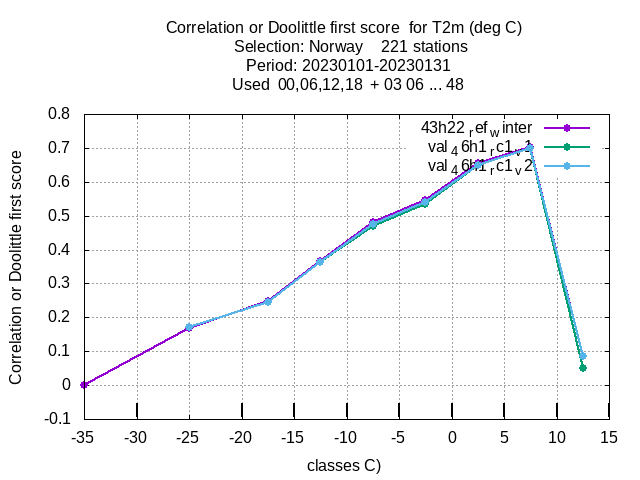 Correlation or Doolittle first score for T2m (deg C)
Selection: Norway 221 stations
Period: 20230101-20230131
Used 00,06,12,18 + 03 06 ... 48
43h22refwinter
val46h1rc1v1
val46h1rc1v2
Correlation or Doolittle first score
0.8
0.7
0.6
0.5
0.4
0.3
0.2
0.1
0
-0.1
-35 -30 -25 -20 -15 -10 -5 0 5 10 15
classes C)